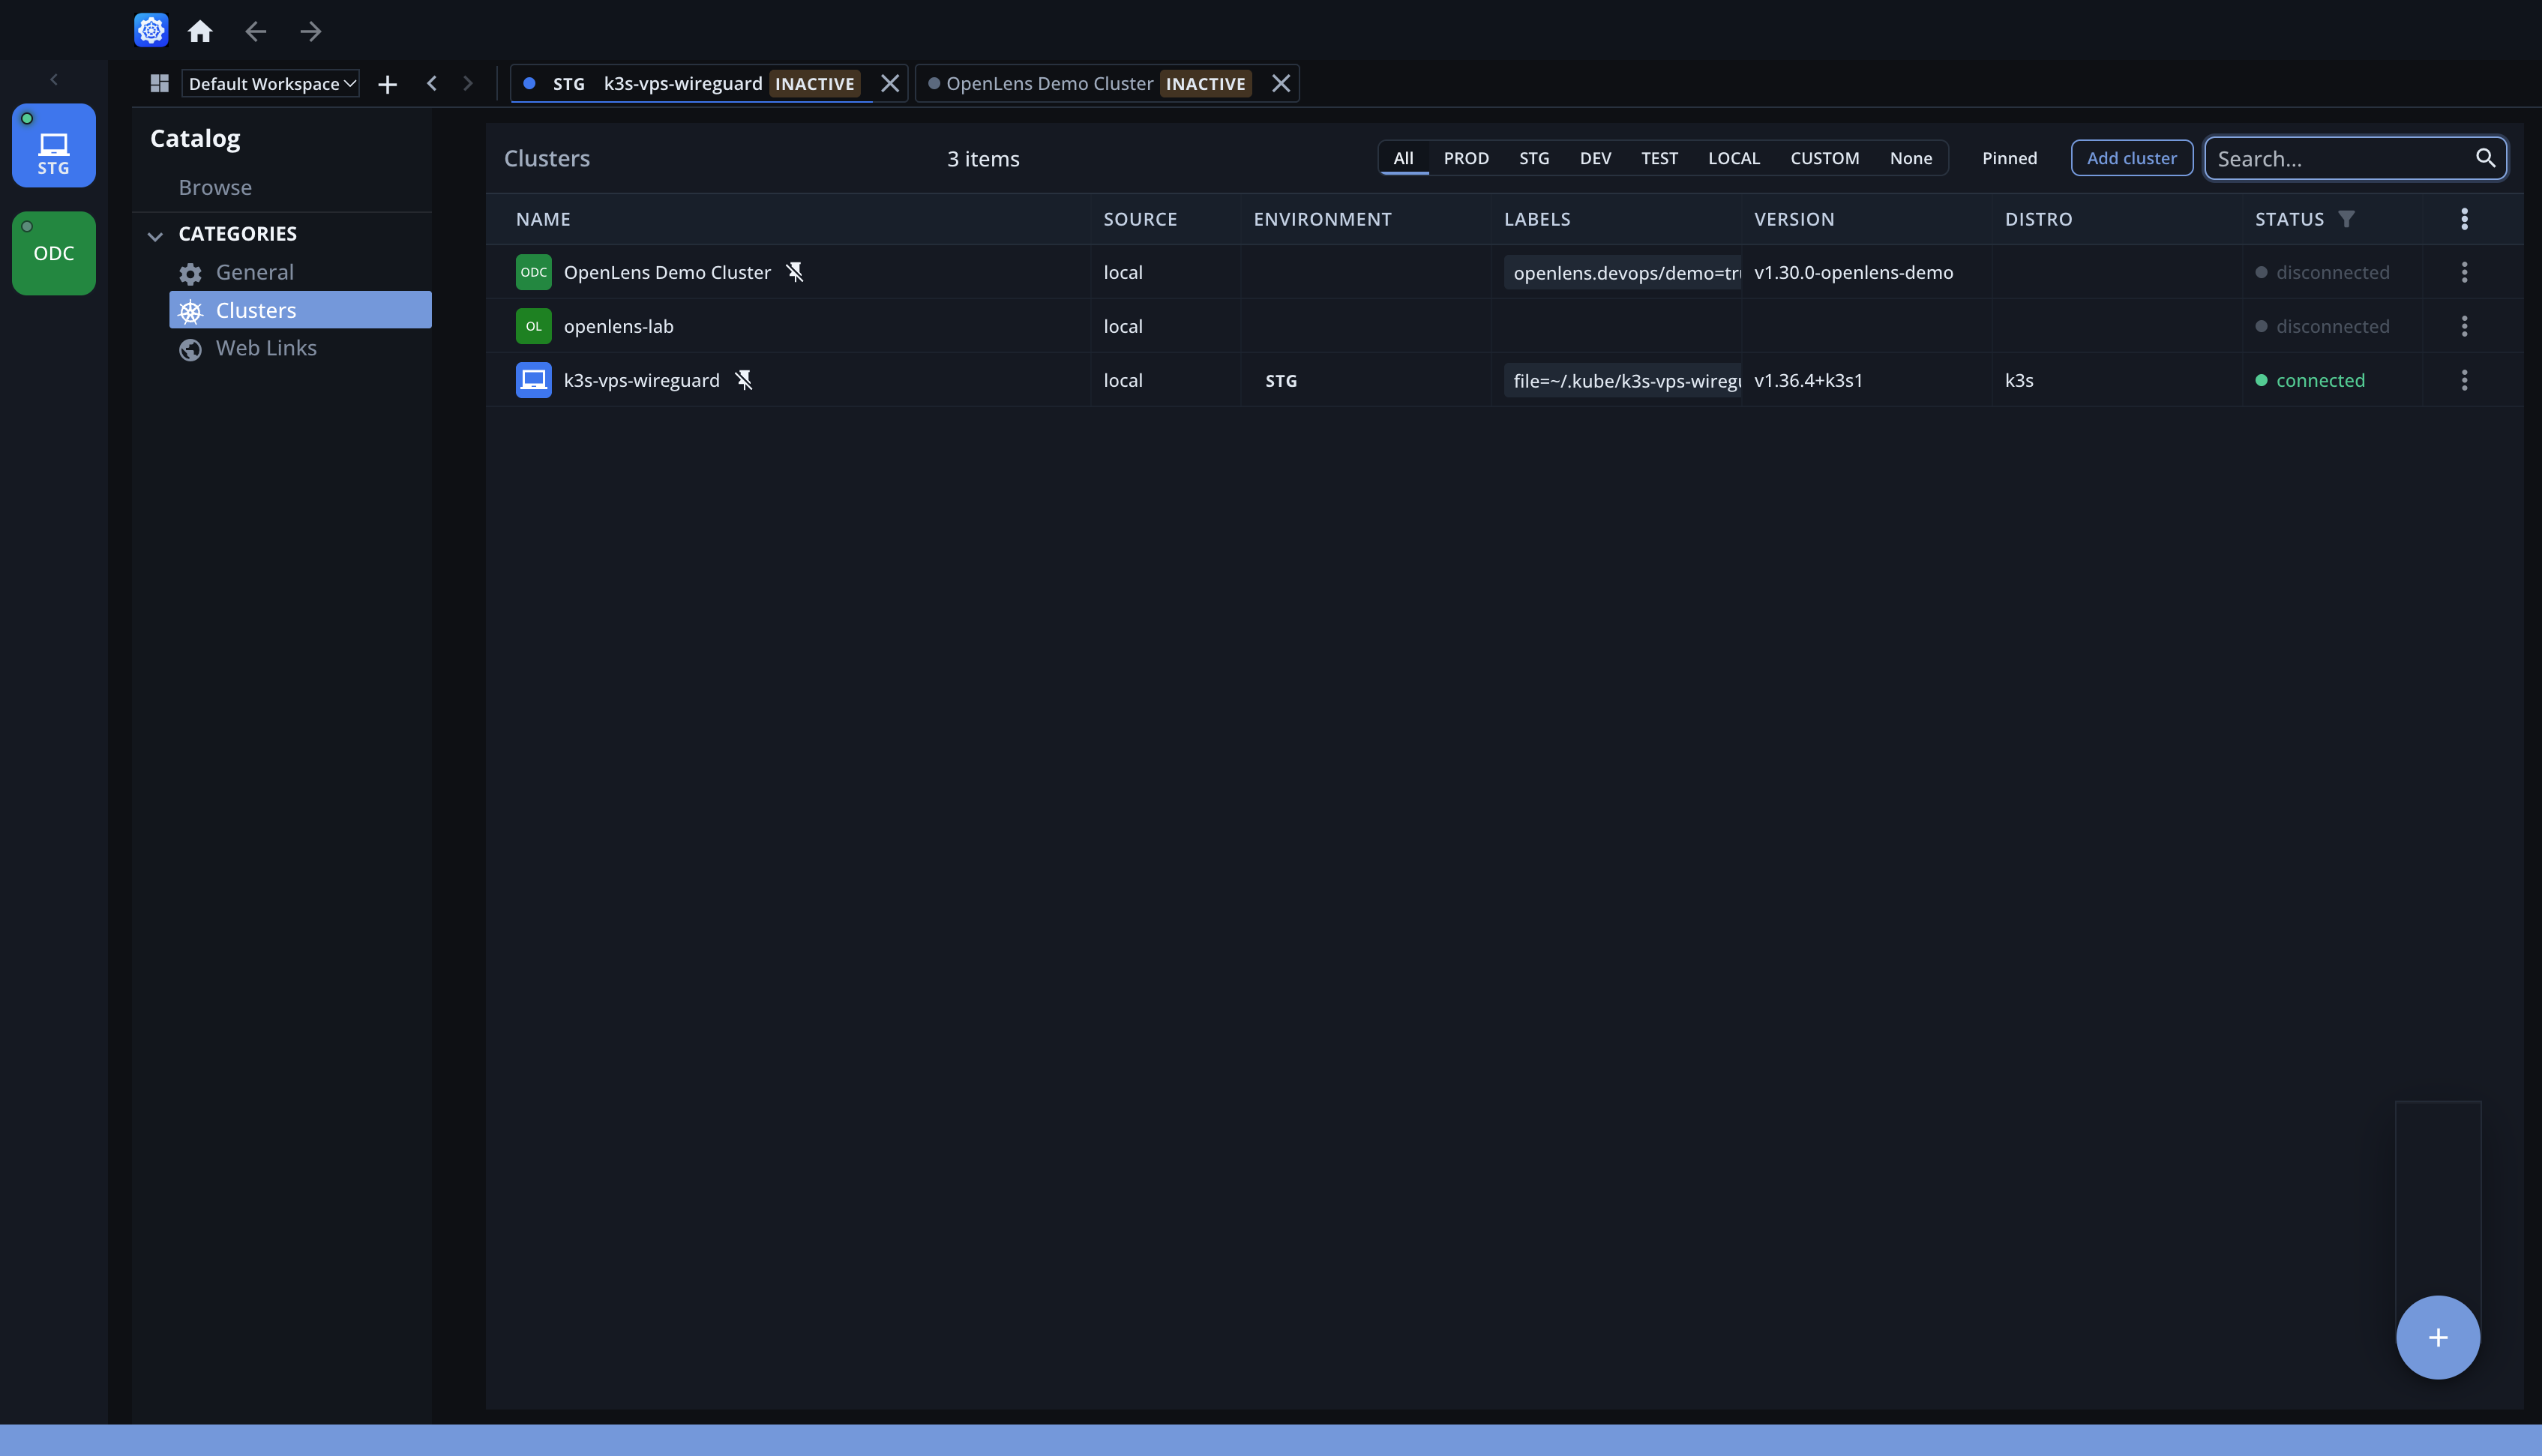 Default Workspace
STG k3s-vps-wireguard INACTIVE
OpenLens Demo Cluster INACTIVE
STG
ODC
Catalog
Browse
CATEGORIES
General
Clusters
Web Links
Clusters 3 items All PROD STG DEV TEST LOCAL CUSTOM None Pinned Add cluster Search...
NAME SOURCE ENVIRONMENT LABELS VERSION DISTRO STATUS
ODC OpenLens Demo Cluster local openlens.devops/demo=tru v1.30.0-openlens-demo disconnected
OL openlens-lab local disconnected
k3s-vps-wireguard local STG file=~/.kube/k3s-vps-wiregu v1.36.4+k3s1 k3s connected